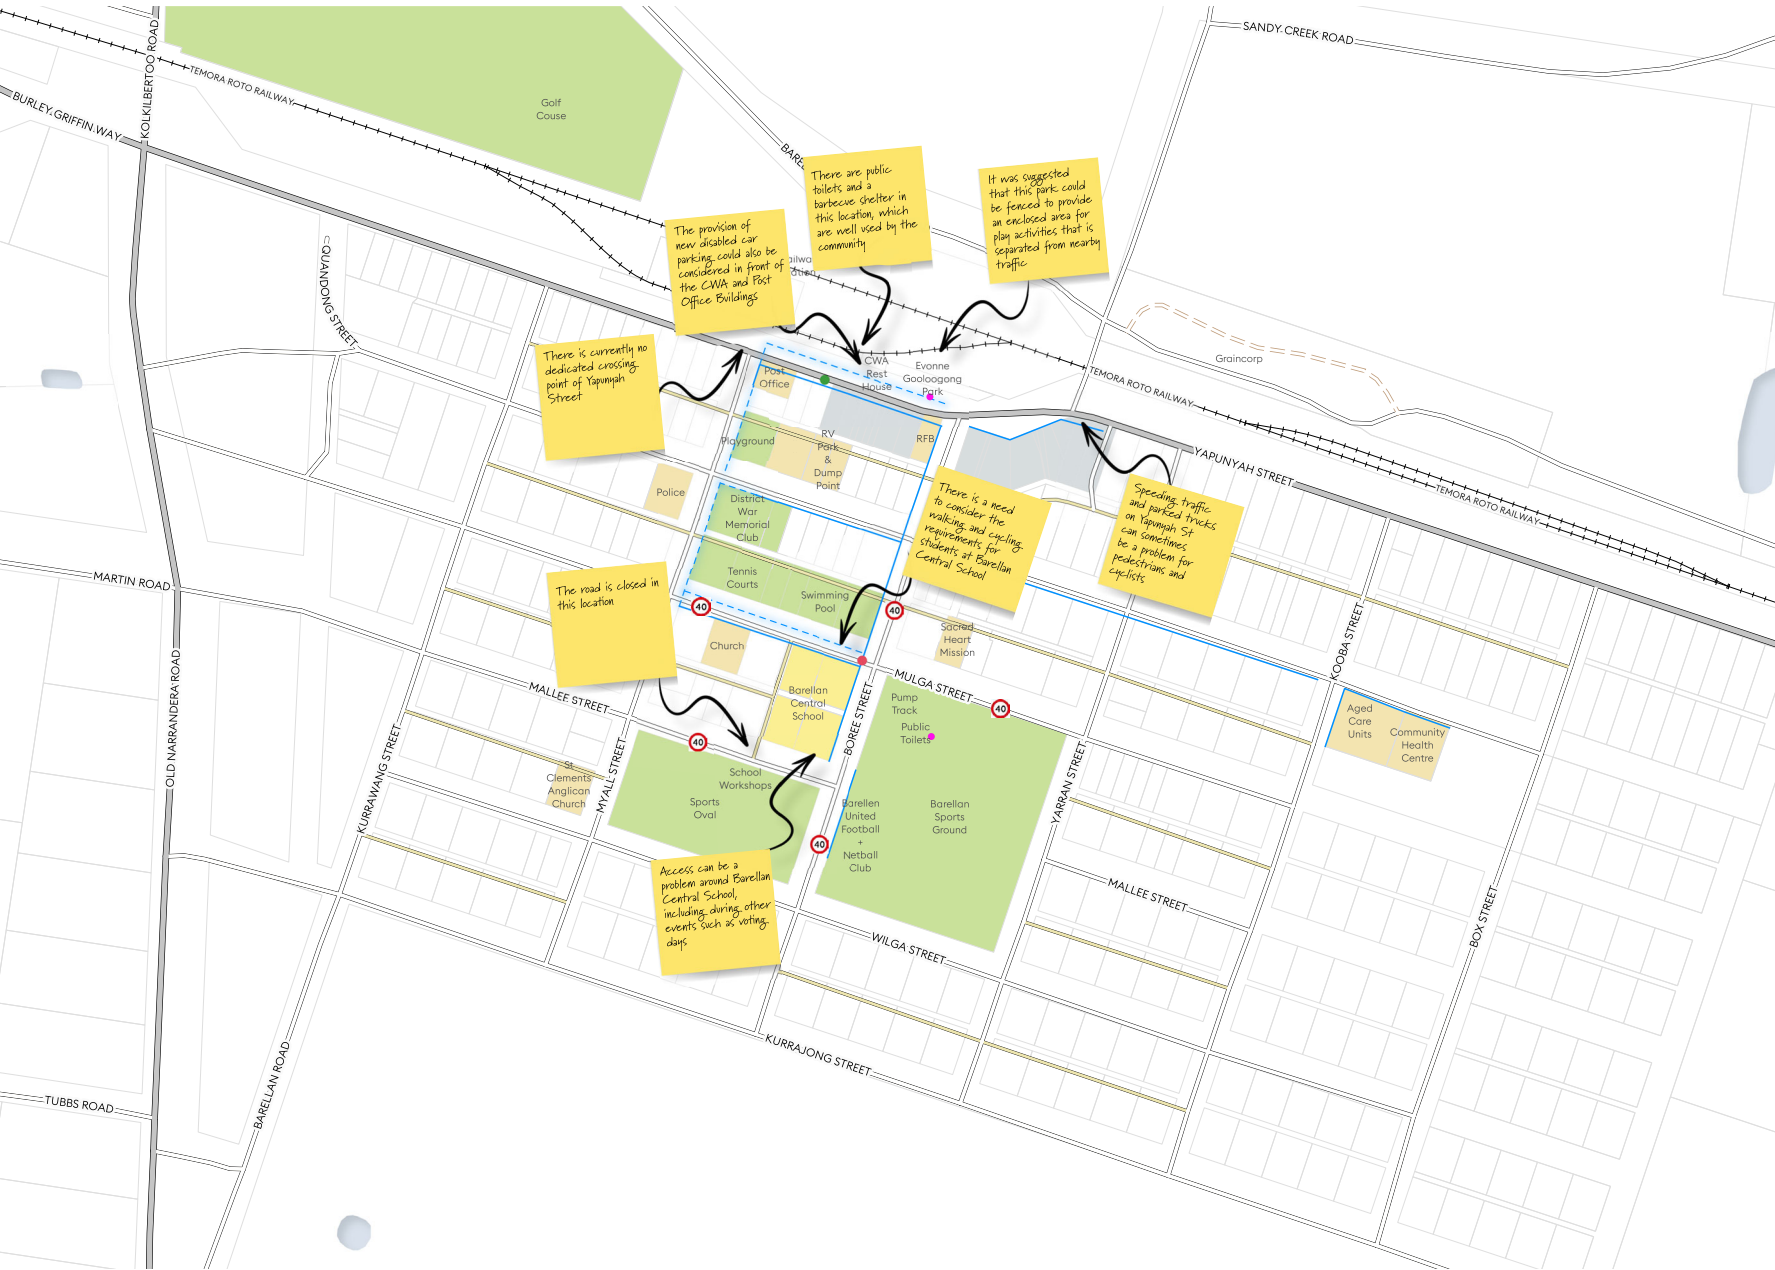 SANDY CREEK ROAD
KOLKILBERTOO ROAD
TEMORA ROTO RAILWAY
BURLEY GRIFFIN WAY
Golf
Couse
There are public
toilets and a
barbecue shelter in
this location, which
are well used by the
community
It was suggested
that this park could
be fenced to provide
an enclosed area for
play activities that is
separated from nearby
traffic
The provision of
new disabled car
parking could also be
considered in front of
the CWA and Post
Office Buildings
QUANDONG STREET
There is currently no
dedicated crossing
point of Yapunyah
Street
Post
Office
CWA
Rest
House
Evonne
Gooloogong
Park
Graincorp
TEMORA ROTO RAILWAY
YAPUNYAH STREET
TEMORA ROTO RAILWAY
Playground
RV
Park
&
Dump
Point
RFB
Police
District
War
Memorial
Club
There is a need
to consider the
walking and cycling
requirements for
students at Barellan
Central School
Speeding traffic
and parked trucks
on Yapunyah St
can sometimes
be a problem for
pedestrians and
cyclists
MARTIN ROAD
The road is closed in
this location
Tennis
Courts
Swimming
Pool
40
40
Church
Sacred
Heart
Mission
KOOBA STREET
OLD NARRANDERA ROAD
MALLEE STREET
Barellan
Central
School
MULGA STREET
Pump
Track
Public
Toilets
40
Aged
Care
Units
Community
Health
Centre
BOREE STREET
KURRAWANG STREET
MYALL STREET
40
St.
Clements
Anglican
Church
School
Workshops
Sports
Oval
Barellen
United
Football
+
Netball
Club
Barellan
Sports
Ground
YARRAN STREET
40
Access can be a
problem around Barellan
Central School,
including during other
events such as voting
days
MALLEE STREET
BOX STREET
WILGA STREET
KURRAJONG STREET
BARELLAN ROAD
TUBBS ROAD